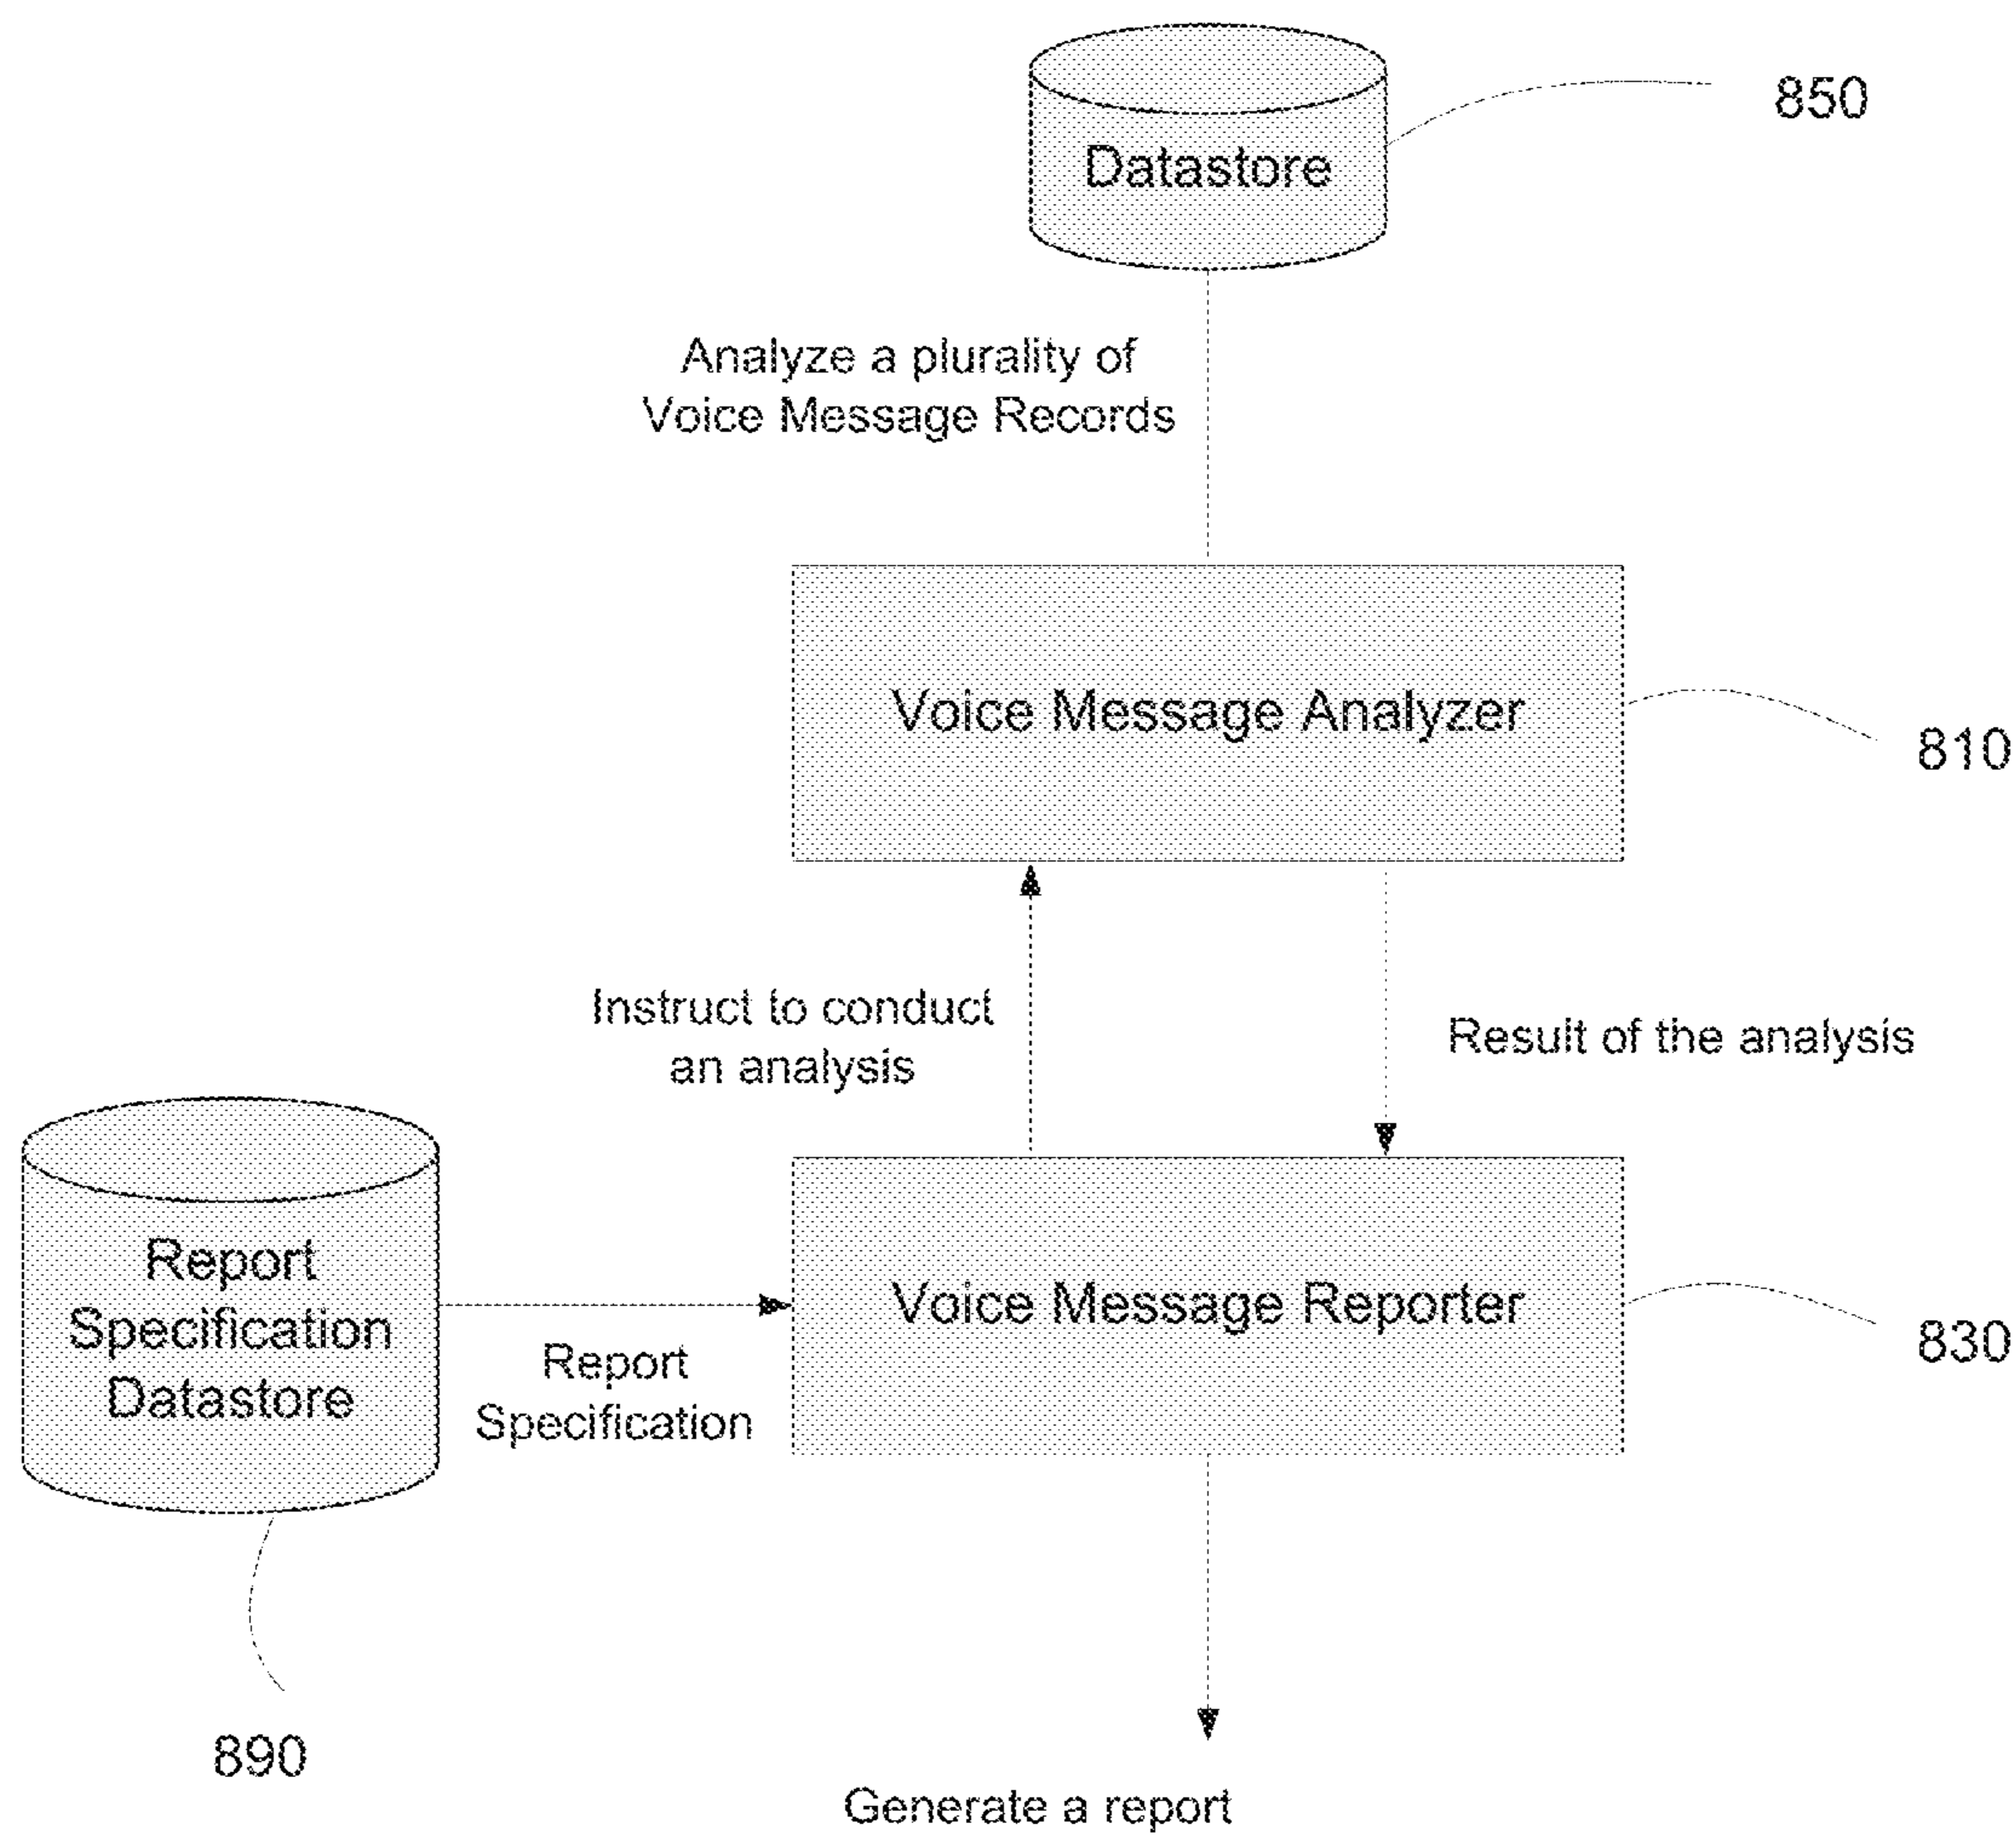 850
Datastore
Analyze a plurality of
Voice Message Records
Voice Message Analyzer
810
Instruct to conduct
an analysis
Result of the analysis
Report
Specification
Datastore
Report
Specification
Voice Message Reporter
830
890
Generate a report